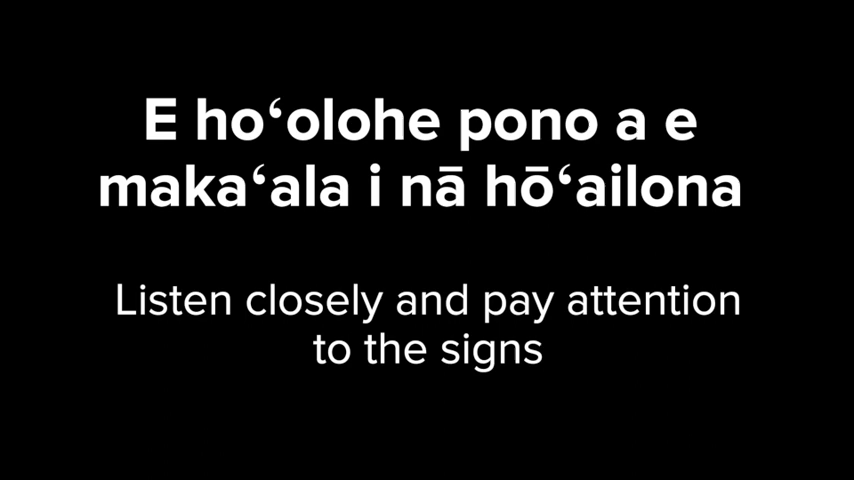 E hoʻolohe pono a e
makaʻala i nā hōʻailona
Listen closely and pay attention
to the signs